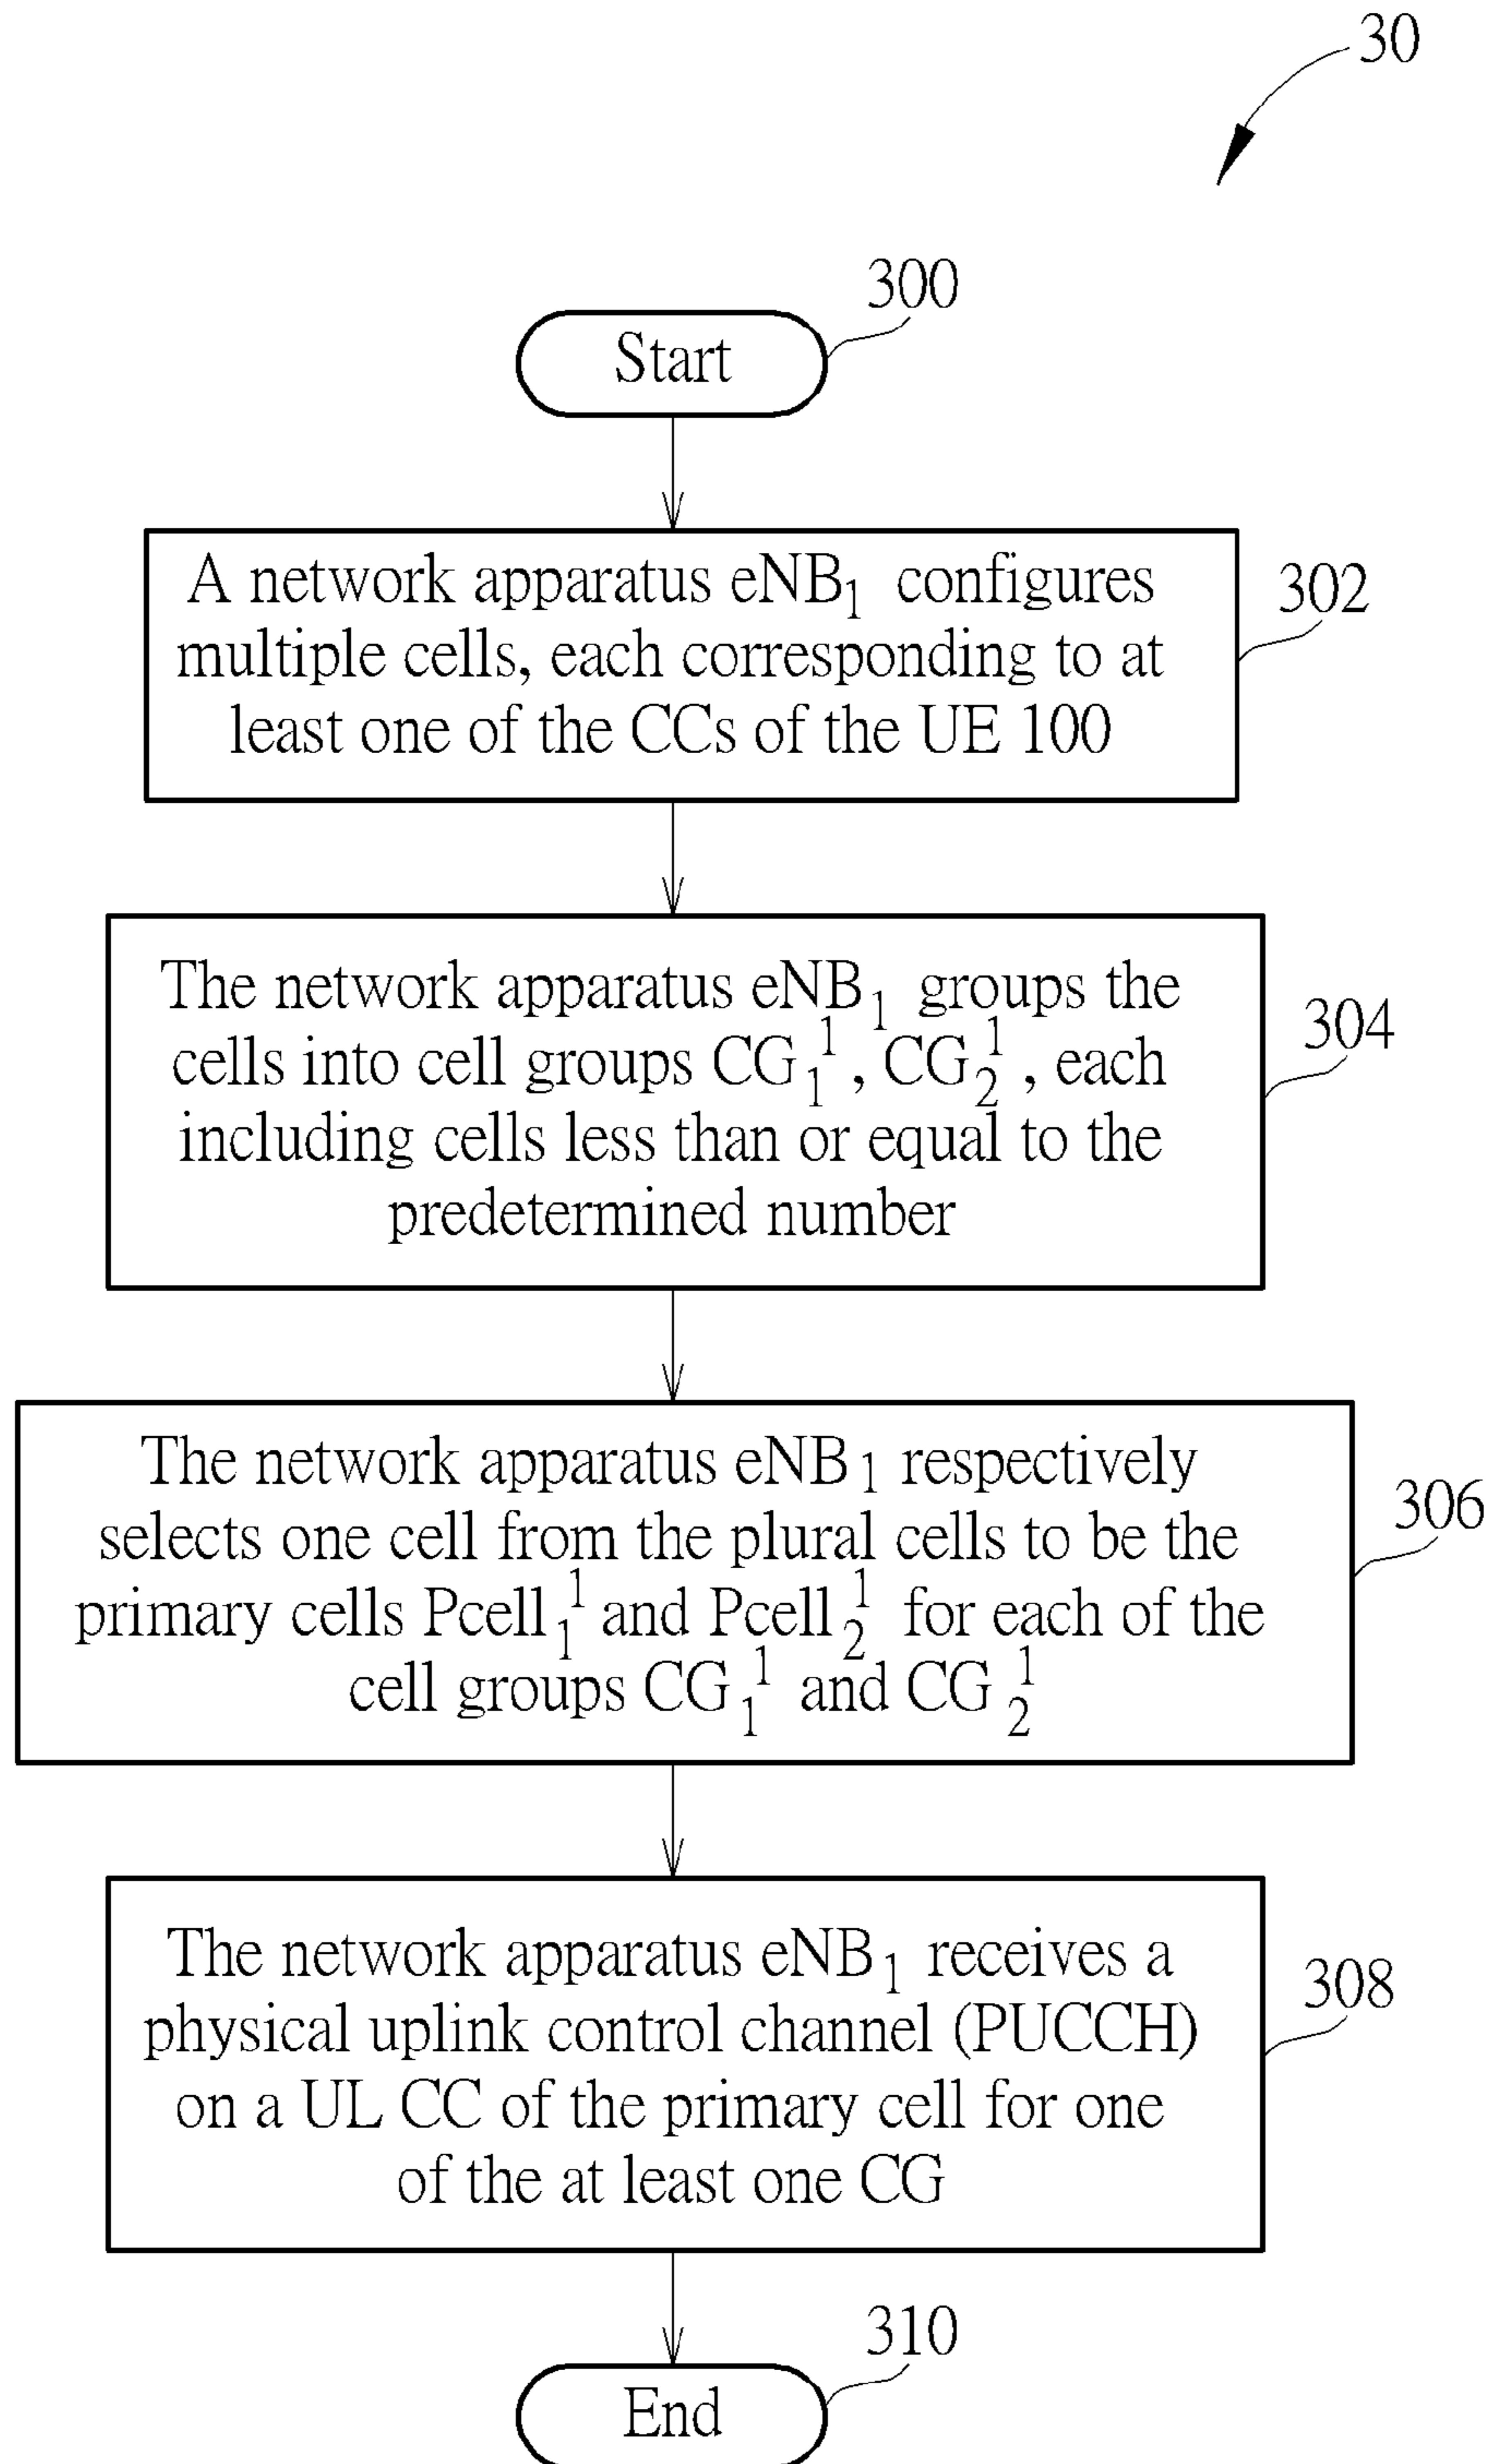 30
300
Start
A network apparatus eNB₁ configures
multiple cells, each corresponding to at
least one of the CCs of the UE 100
302
The network apparatus eNB₁ groups the
cells into cell groups CG₁¹, CG₂¹, each
including cells less than or equal to the
predetermined number
304
The network apparatus eNB₁ respectively
selects one cell from the plural cells to be the
primary cells Pcell₁¹ and Pcell₂¹ for each of the
cell groups CG₁¹ and CG₂¹
306
The network apparatus eNB₁ receives a
physical uplink control channel (PUCCH)
on a UL CC of the primary cell for one
of the at least one CG
308
310
End